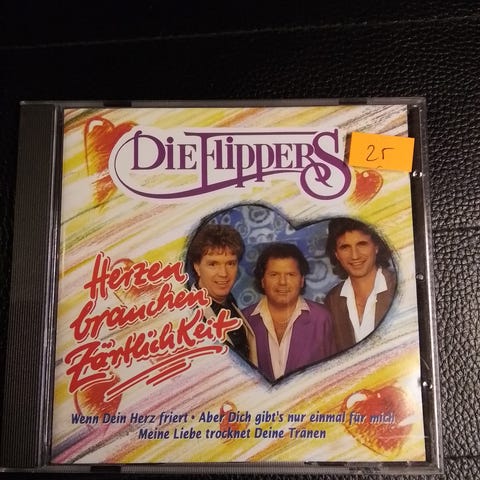 Die Flippers
2r
Herzen
brauchen
Zärtlichkeit
Wenn Dein Herz friert • Aber Dich gibt's nur einmal für mich
Meine Liebe trocknet Deine Tränen